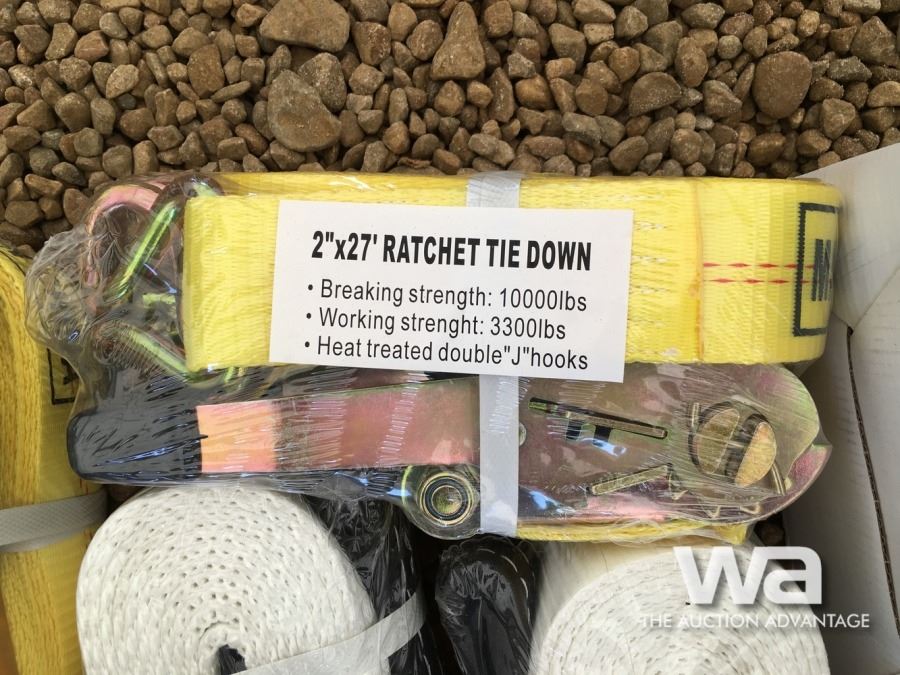 2"x27' RATCHET TIE DOWN
• Breaking strength: 10000lbs
• Working strenght: 3300lbs
• Heat treated double"J"hooks
wa
THE AUCTION ADVANTAGE